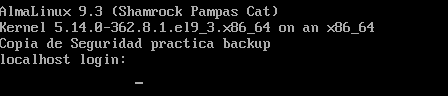 AlmaLinux 9.3 (Shamrock Pampas Cat)
Kernel 5.14.0-362.8.1.el9_3.x86_64 on an x86_64
Copia de Seguridad practica backup
localhost login: